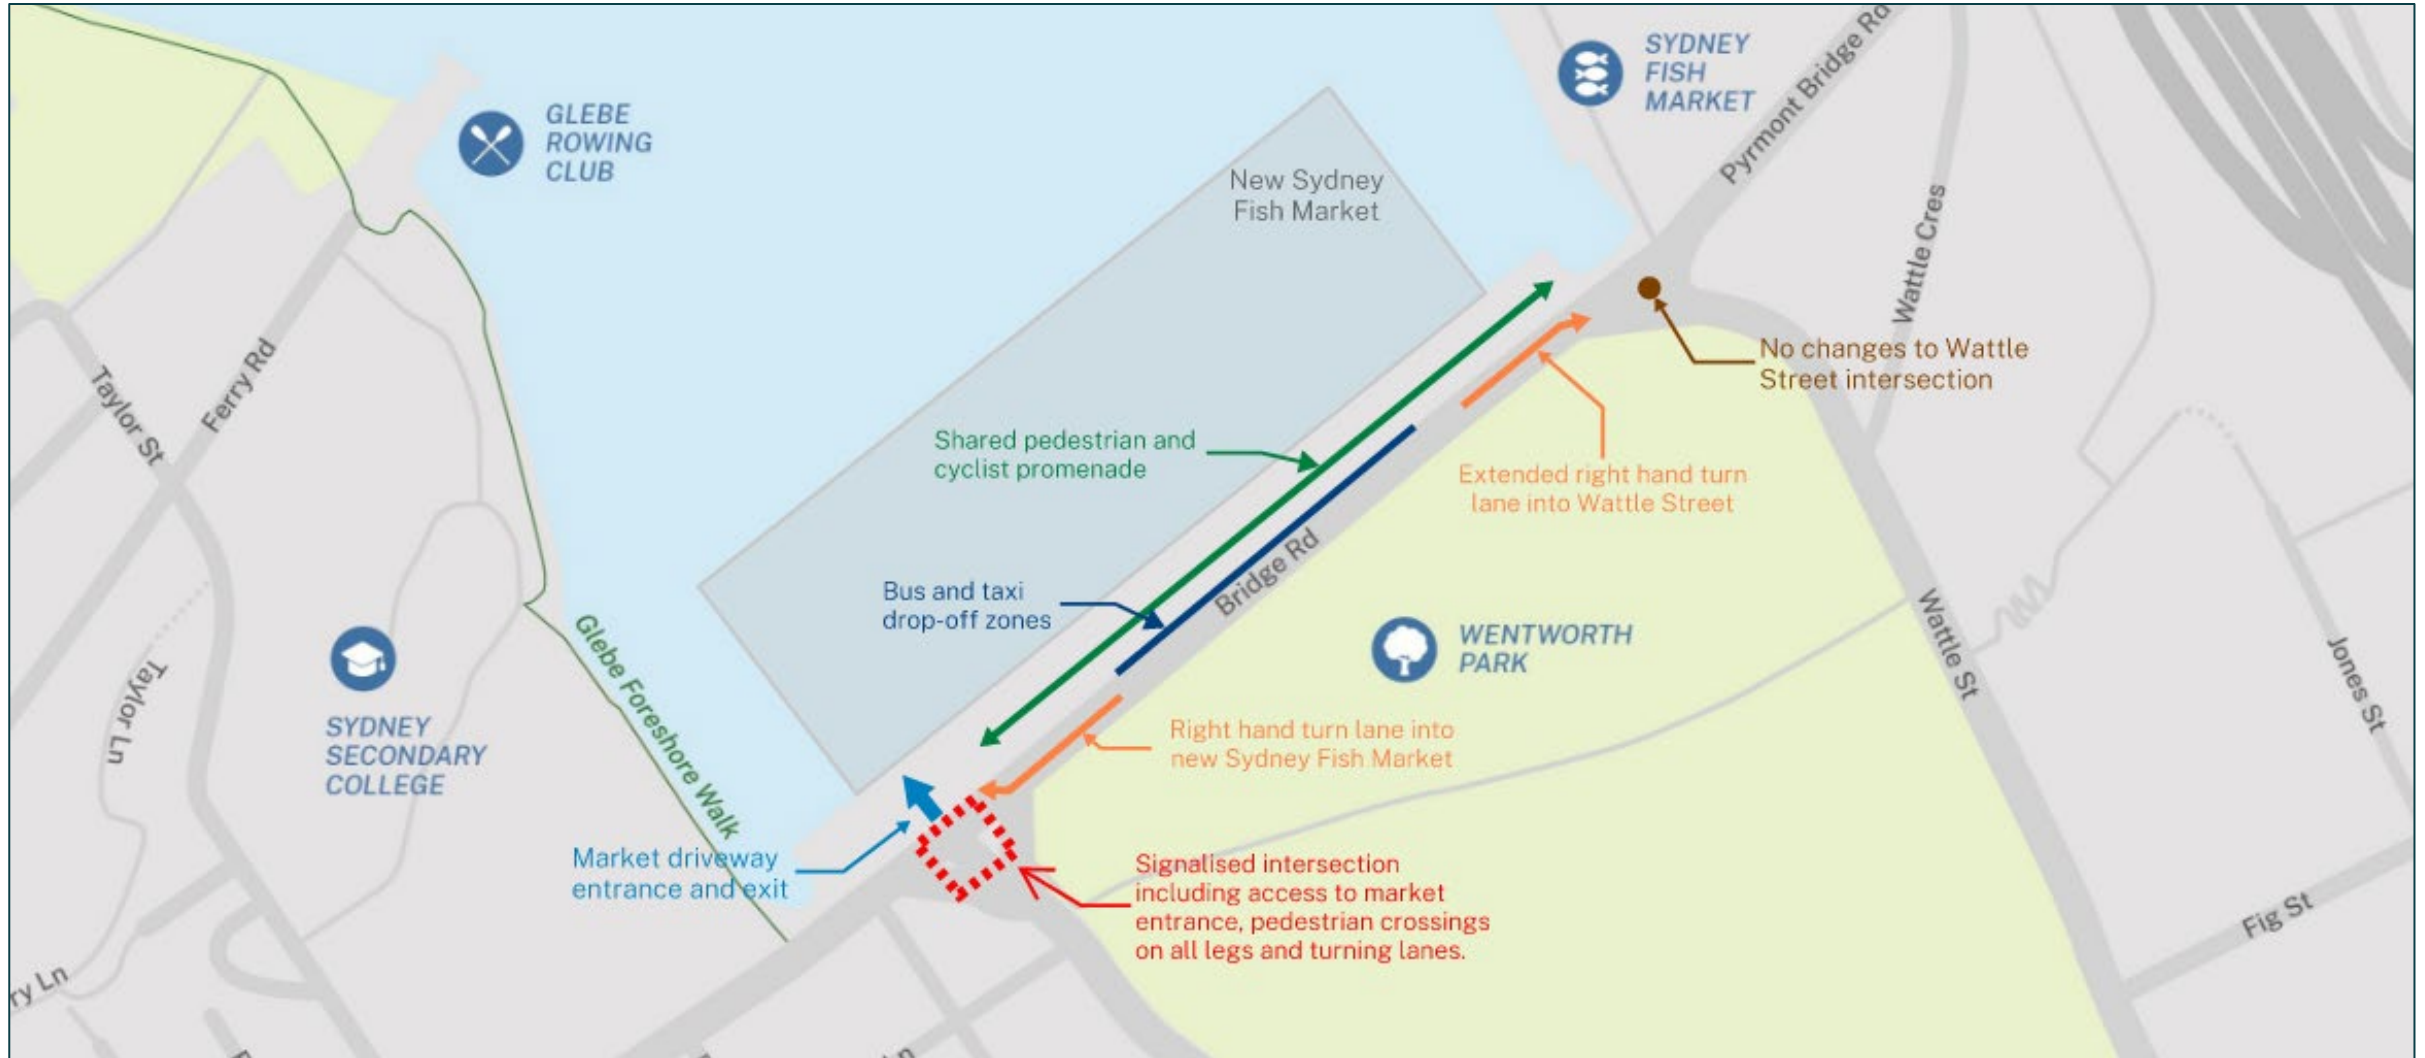 GLEBE
ROWING
CLUB
SYDNEY
FISH
MARKET
Pyrmont Bridge Rd
New Sydney
Fish Market
Wattle Cres
No changes to Wattle
Street intersection
Taylor St
Ferry Rd
Shared pedestrian and
cyclist promenade
Extended right hand turn
lane into Wattle Street
Bridge Rd
Bus and taxi
drop-off zones
WENTWORTH
PARK
Wattle St
Jones St
Glebe Foreshore Walk
Taylor Ln
SYDNEY
SECONDARY
COLLEGE
Right hand turn lane into
new Sydney Fish Market
Market driveway
entrance and exit
Signalised intersection
including access to market
entrance, pedestrian crossings
on all legs and turning lanes.
Fig St
ry Ln